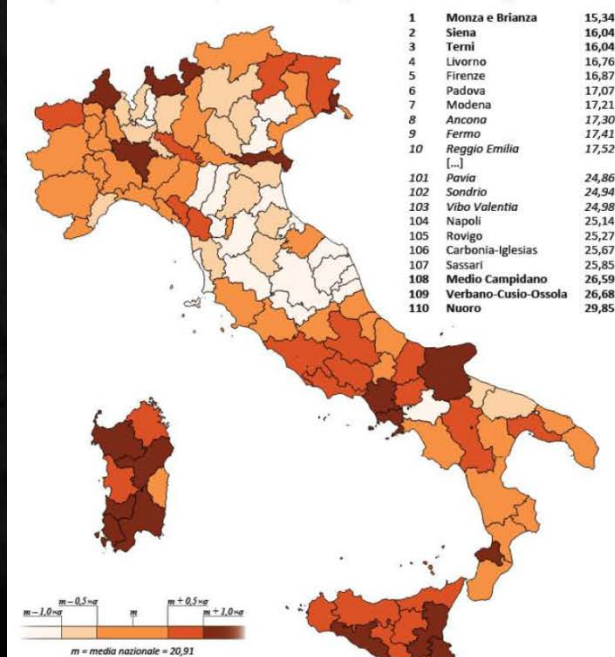 1 Monza e Brianza 15,34
2 Siena 16,04
3 Terni 16,04
4 Livorno 16,76
5 Firenze 16,87
6 Padova 17,07
7 Modena 17,21
8 Ancona 17,30
9 Fermo 17,41
10 Reggio Emilia 17,52
[...]
101 Pavia 24,86
102 Sondrio 24,94
103 Vibo Valentia 24,98
104 Napoli 25,14
105 Rovigo 25,27
106 Carbonia-Iglesias 25,67
107 Sassari 25,85
108 Medio Campidano 26,59
109 Verbano-Cusio-Ossola 26,68
110 Nuoro 29,85
m − 1,0×σ m − 0,5×σ m m + 0,5×σ m + 1,0×σ
m = media nazionale = 20,91